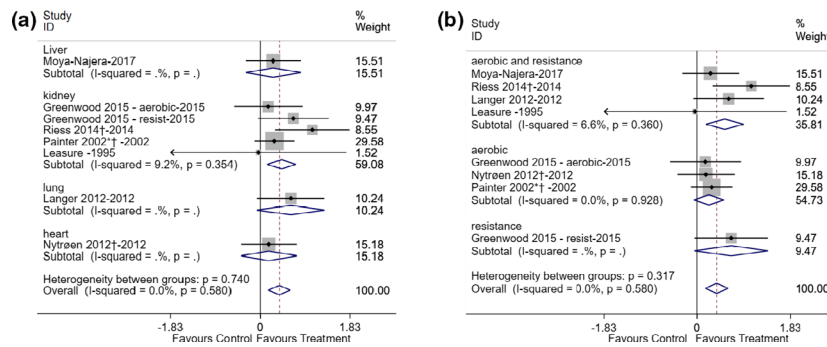 (a)
Study %
ID Weight
Liver
Moya-Najera-2017 15.51
Subtotal (I-squared = .%, p = .) 15.51
kidney
Greenwood 2015 - aerobic-2015 9.97
Greenwood 2015 - resist-2015 9.47
Riess 2014†-2014 8.55
Painter 2002*† -2002 29.58
Leasure -1995 1.52
Subtotal (I-squared = 9.2%, p = 0.354) 59.08
lung
Langer 2012-2012 10.24
Subtotal (I-squared = .%, p = .) 10.24
heart
Nytrøen 2012†-2012 15.18
Subtotal (I-squared = .%, p = .) 15.18
Heterogeneity between groups: p = 0.740
Overall (I-squared = 0.0%, p = 0.580) 100.00
-1.83 0 1.83
Favours Control Favours Treatment
(b)
Study %
ID Weight
aerobic and resistance
Moya-Najera-2017 15.51
Riess 2014†-2014 8.55
Langer 2012-2012 10.24
Leasure -1995 1.52
Subtotal (I-squared = 6.6%, p = 0.360) 35.81
aerobic
Greenwood 2015 - aerobic-2015 9.97
Nytrøen 2012†-2012 15.18
Painter 2002*† -2002 29.58
Subtotal (I-squared = 0.0%, p = 0.928) 54.73
resistance
Greenwood 2015 - resist-2015 9.47
Subtotal (I-squared = .%, p = .) 9.47
Heterogeneity between groups: p = 0.317
Overall (I-squared = 0.0%, p = 0.580) 100.00
-1.83 0 1.83
Favours Control Favours Treatment